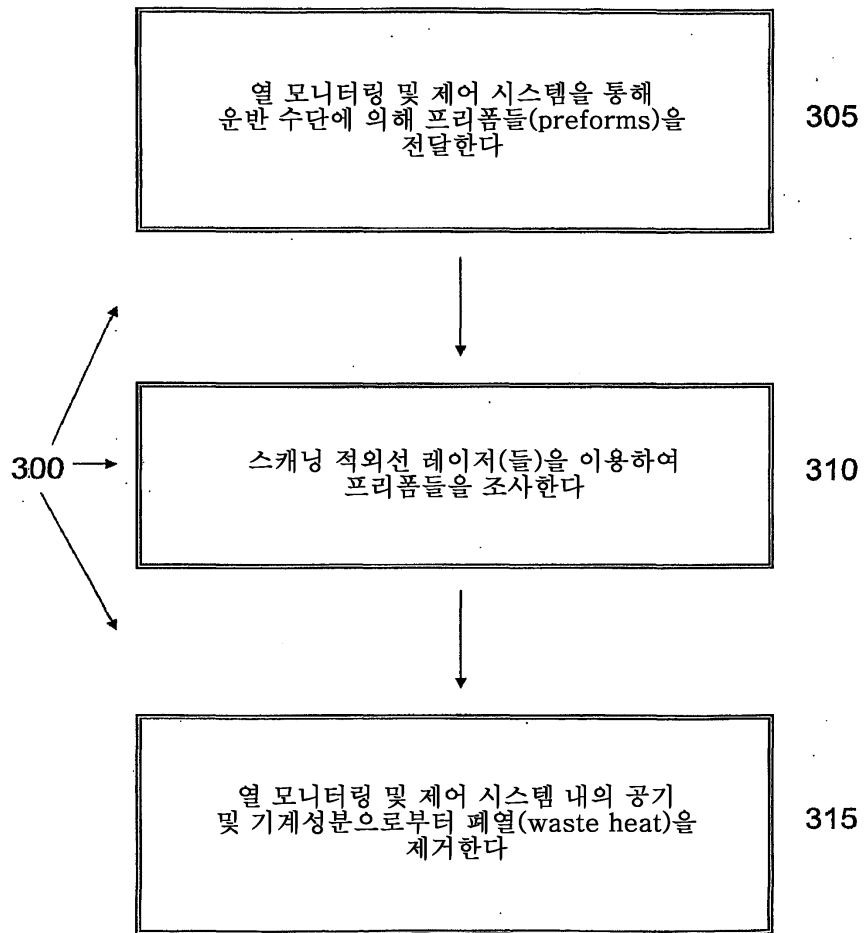 열 모니터링 및 제어 시스템을 통해
운반 수단에 의해 프리폼들(preforms)을
전달한다
305
300
스캐닝 적외선 레이저(들)을 이용하여
프리폼들을 조사한다
310
열 모니터링 및 제어 시스템 내의 공기
및 기계성분으로부터 폐열(waste heat)을
제거한다
315